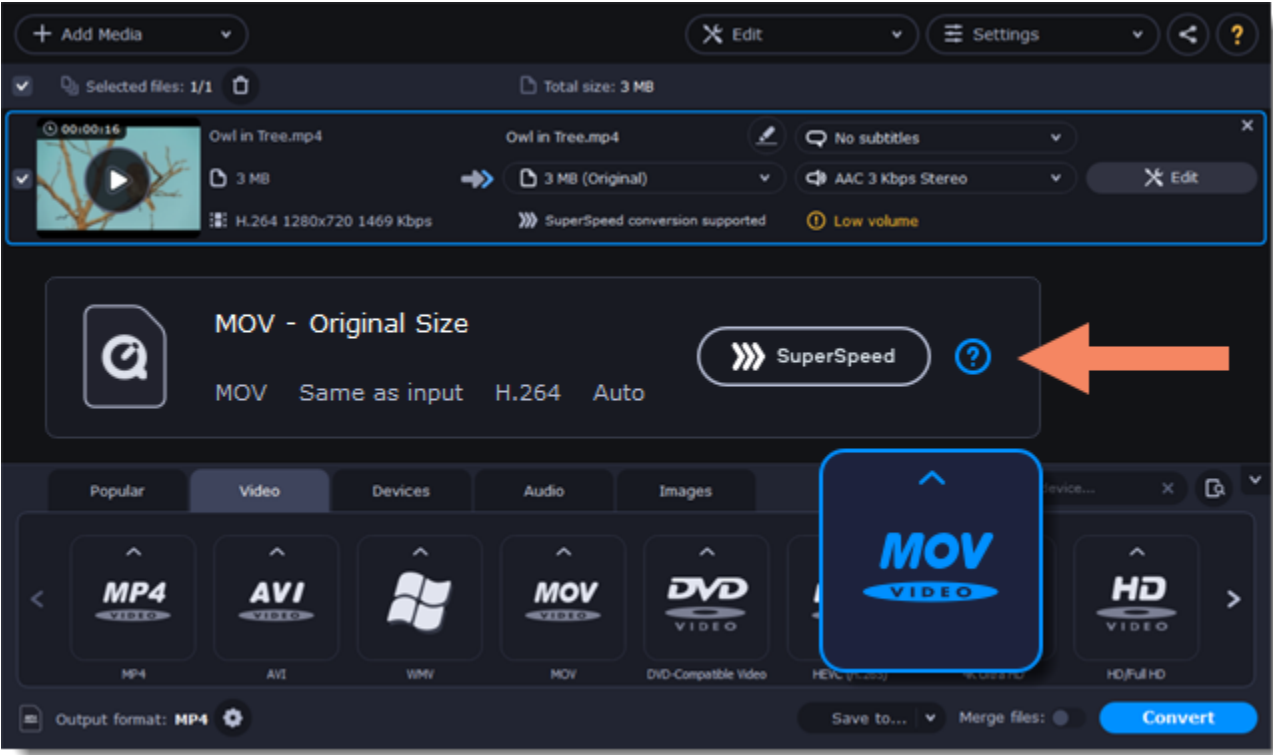 Add Media
Edit
Settings
?
Selected files: 1/1
Total size: 3 MB
00:00:16
Owl in Tree.mp4
Owl in Tree.mp4
No subtitles
3 MB
3 MB (Original)
AAC 3 Kbps Stereo
Edit
H.264 1280x720 1469 Kbps
SuperSpeed conversion supported
Low volume
MOV - Original Size
SuperSpeed
?
MOV Same as input H.264 Auto
Popular
Video
Devices
Audio
Images
device...
MP4
VIDEO
AVI
VIDEO
MOV
VIDEO
DVD
VIDEO
MOV
VIDEO
HD
VIDEO
MP4
AVI
WMV
MOV
DVD-Compatible Video
HEVC (H.265)
4K Ultra HD
HD/Full HD
Output format: MP4
Save to...
Merge files:
Convert